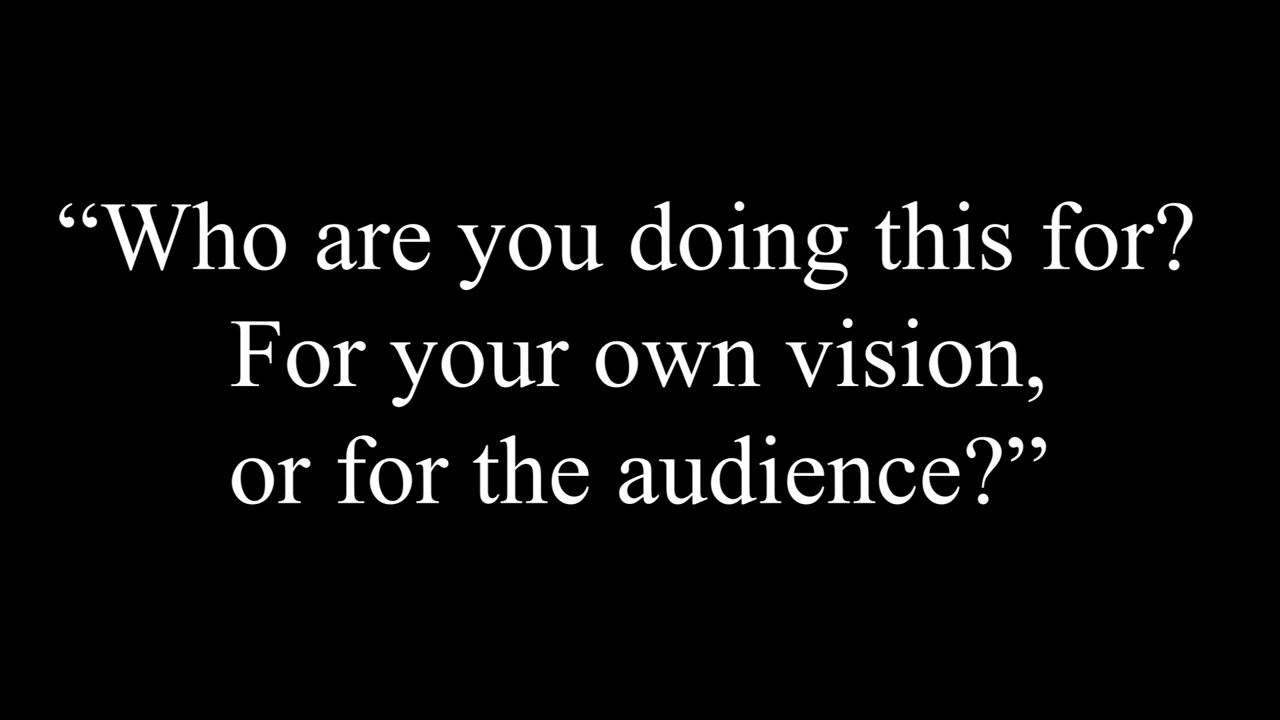 “Who are you doing this for?
For your own vision,
or for the audience?”